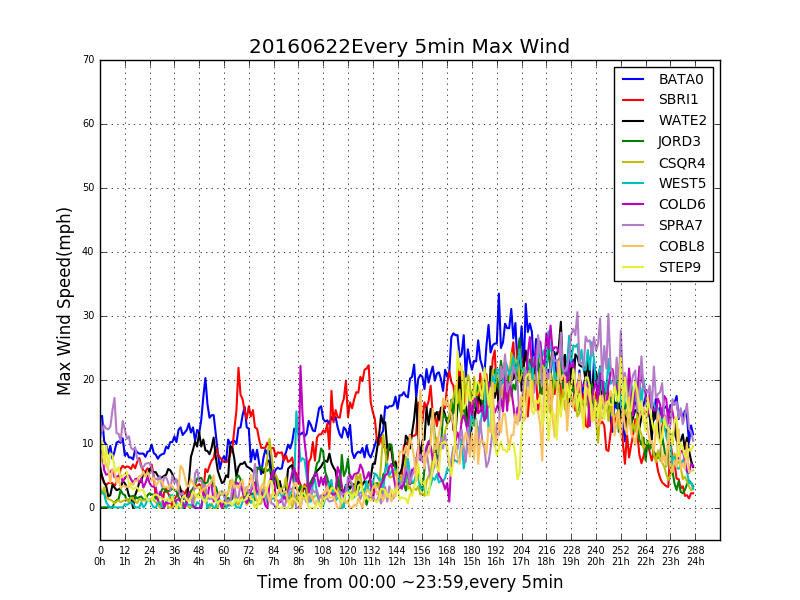 20160622Every 5min Max Wind
70
60
50
40
30
20
10
0
Max Wind Speed(mph)
BATA0
SBRI1
WATE2
JORD3
CSQR4
WEST5
COLD6
SPRA7
COBL8
STEP9
0 12 24 36 48 60 72 84 96 108 120 132 144 156 168 180 192 204 216 228 240 252 264 276 288
0h 1h 2h 3h 4h 5h 6h 7h 8h 9h 10h 11h 12h 13h 14h 15h 16h 17h 18h 19h 20h 21h 22h 23h 24h
Time from 00:00 ~23:59,every 5min